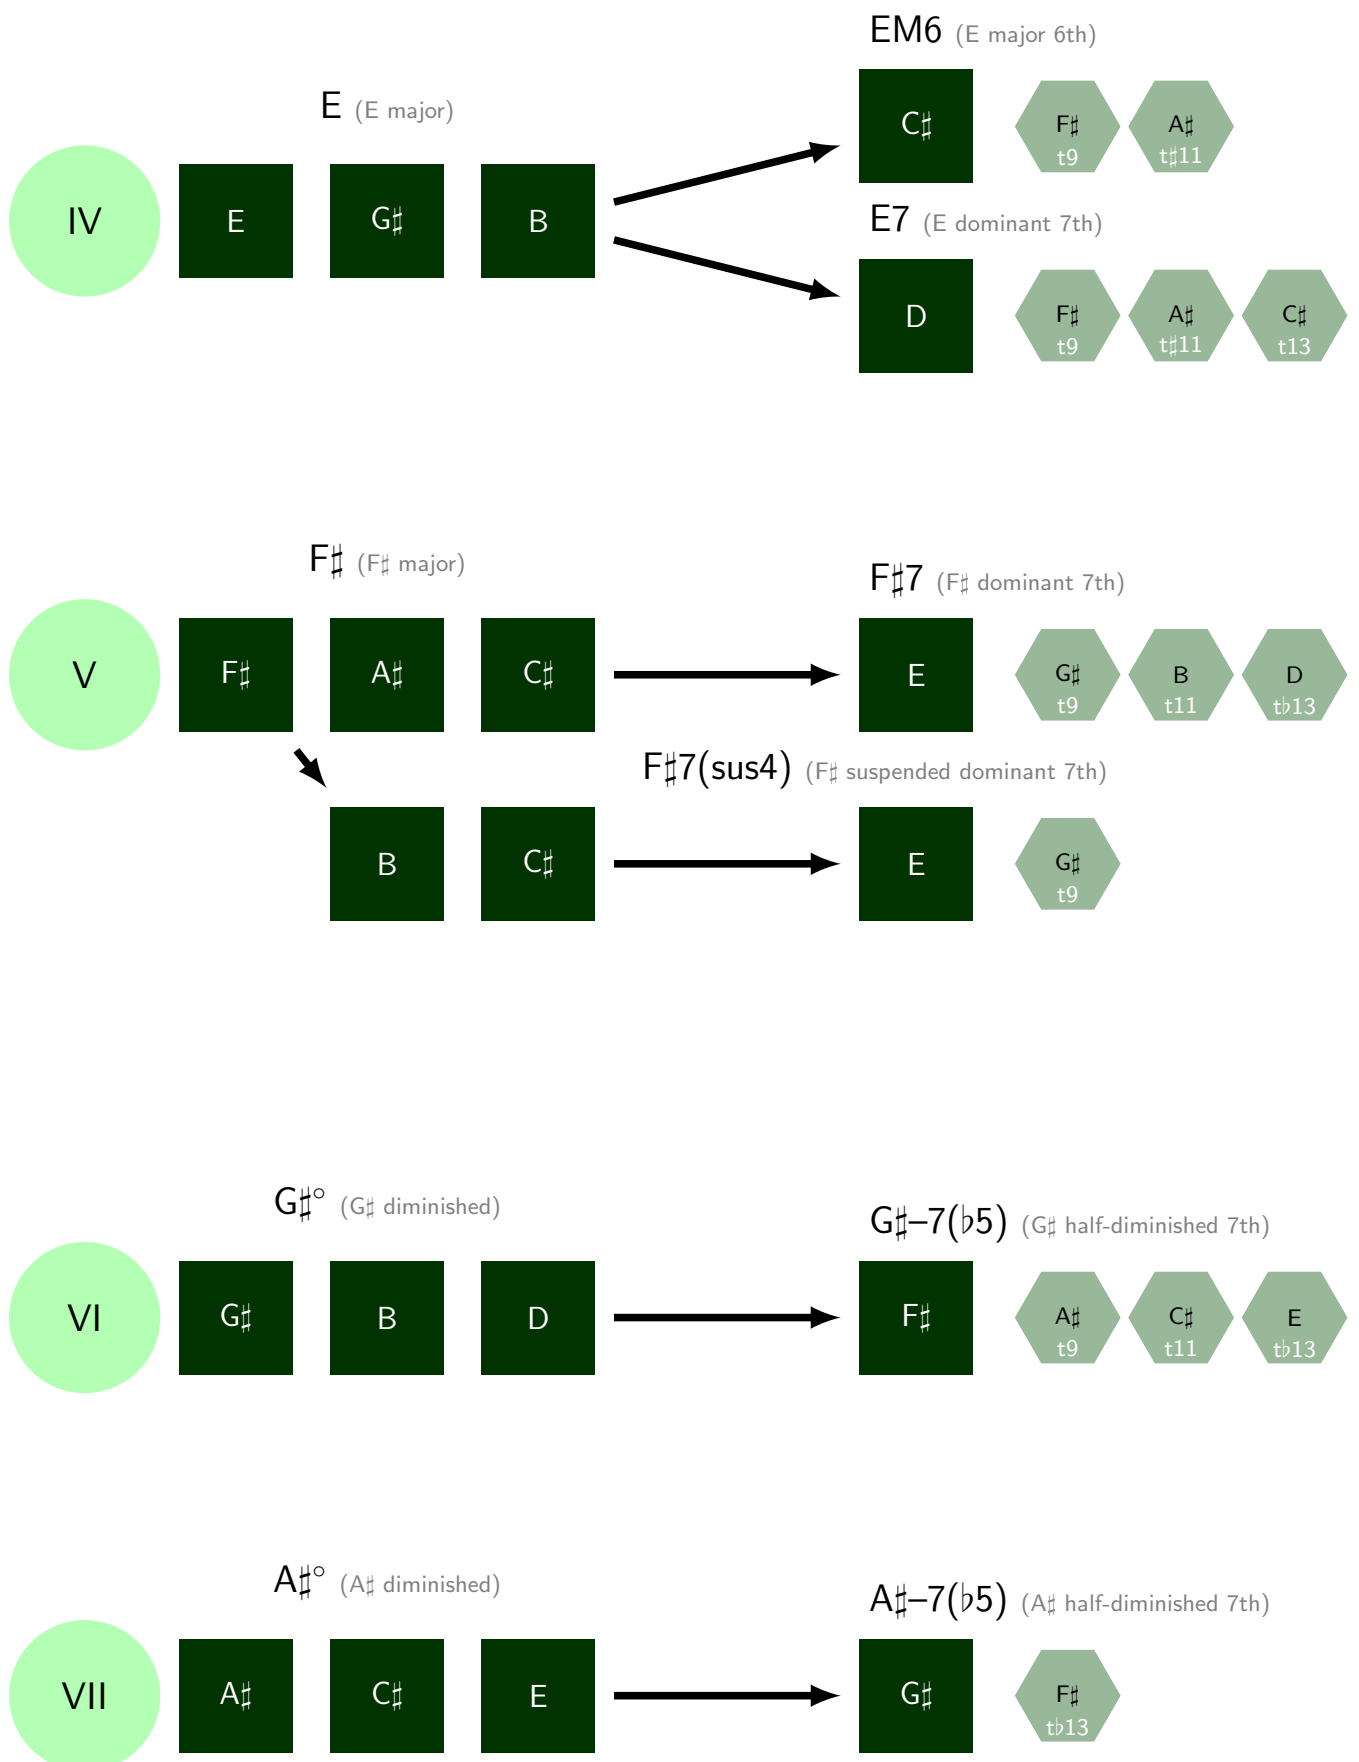 EM6 (E major 6th)
E (E major)
C♯ F♯ A♯
t9 t♯11
IV E G♯ B
E7 (E dominant 7th)
D F♯ A♯ C♯
t9 t♯11 t13
F♯ (F♯ major)
F♯7 (F♯ dominant 7th)
V F♯ A♯ C♯ E G♯ B D
t9 t11 t♭13
F♯7(sus4) (F♯ suspended dominant 7th)
B C♯ E G♯
t9
G♯° (G♯ diminished)
G♯–7(♭5) (G♯ half-diminished 7th)
VI G♯ B D F♯ A♯ C♯ E
t9 t11 t♭13
A♯° (A♯ diminished)
A♯–7(♭5) (A♯ half-diminished 7th)
VII A♯ C♯ E G♯ F♯
t♭13